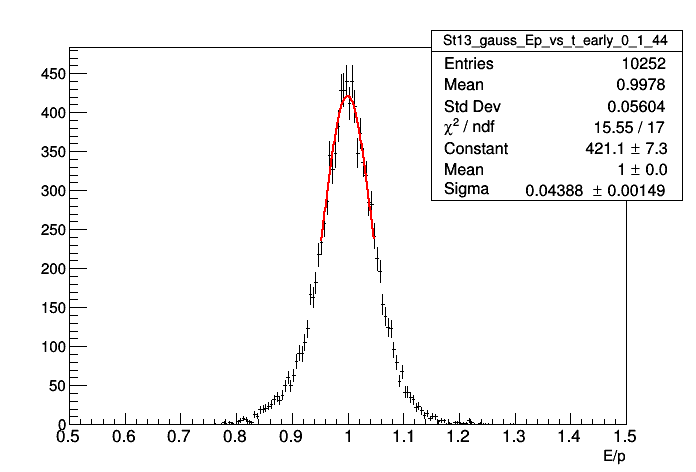 St13_gauss_Ep_vs_t_early_0_1_44
Entries 10252
Mean 0.9978
Std Dev 0.05604
χ² / ndf 15.55 / 17
Constant 421.1 ± 7.3
Mean 1 ± 0.0
Sigma 0.04388 ± 0.00149
450
400
350
300
250
200
150
100
50
0
0.5 0.6 0.7 0.8 0.9 1 1.1 1.2 1.3 1.4 1.5
E/p